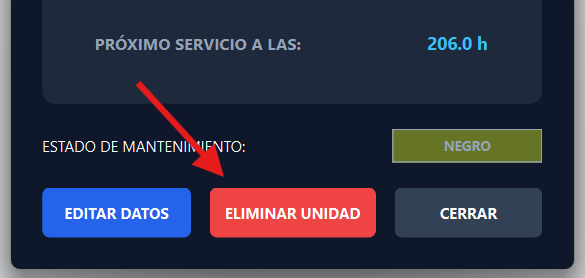 PRÓXIMO SERVICIO A LAS: 206.0 h
ESTADO DE MANTENIMIENTO: NEGRO
EDITAR DATOS ELIMINAR UNIDAD CERRAR